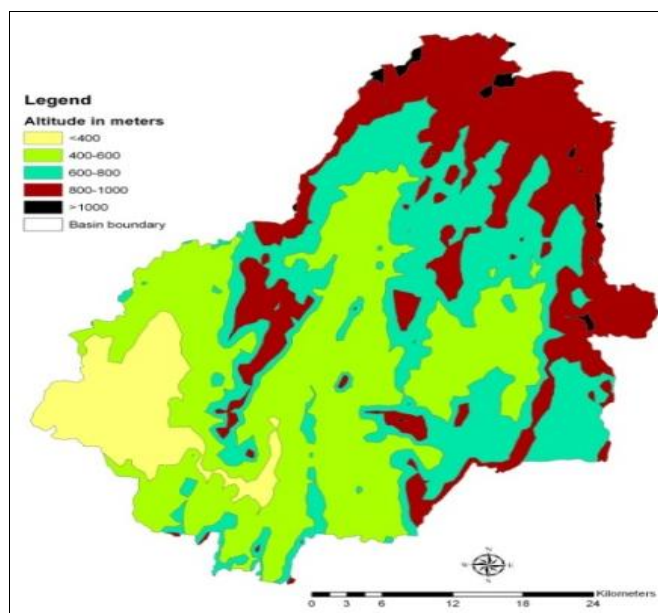 Legend
Altitude in meters
<400
400-600
600-800
800-1000
>1000
Basin boundary
Kilometers
0 3 6 12 18 24